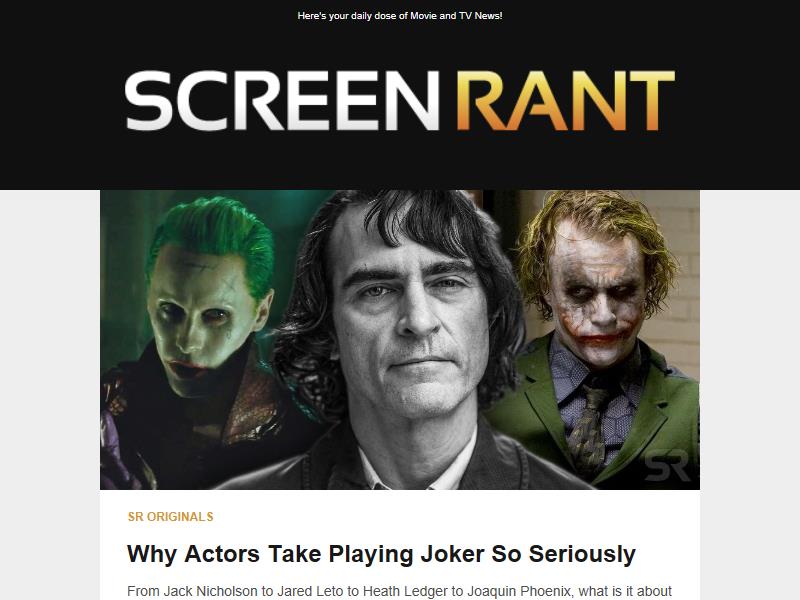 Here's your daily dose of Movie and TV News!
SCREEN RANT
SR
SR ORIGINALS
Why Actors Take Playing Joker So Seriously
From Jack Nicholson to Jared Leto to Heath Ledger to Joaquin Phoenix, what is it about